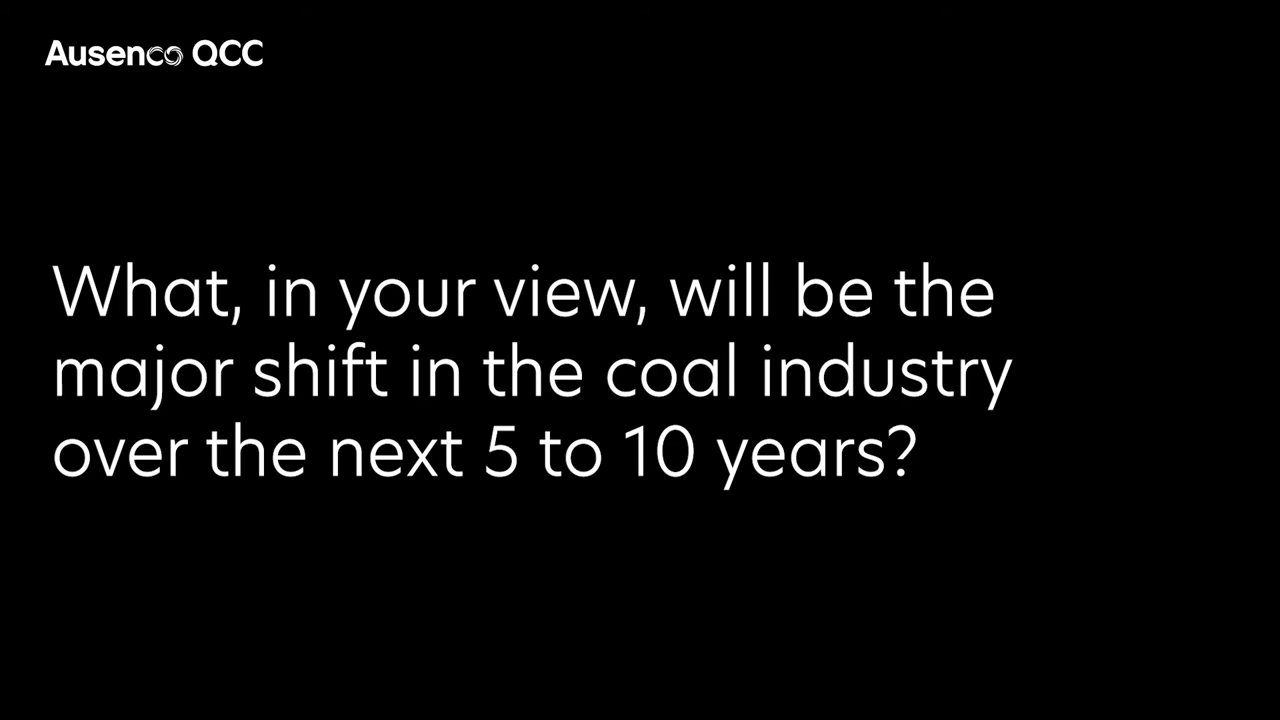 Ausenco QCC
What, in your view, will be the
major shift in the coal industry
over the next 5 to 10 years?